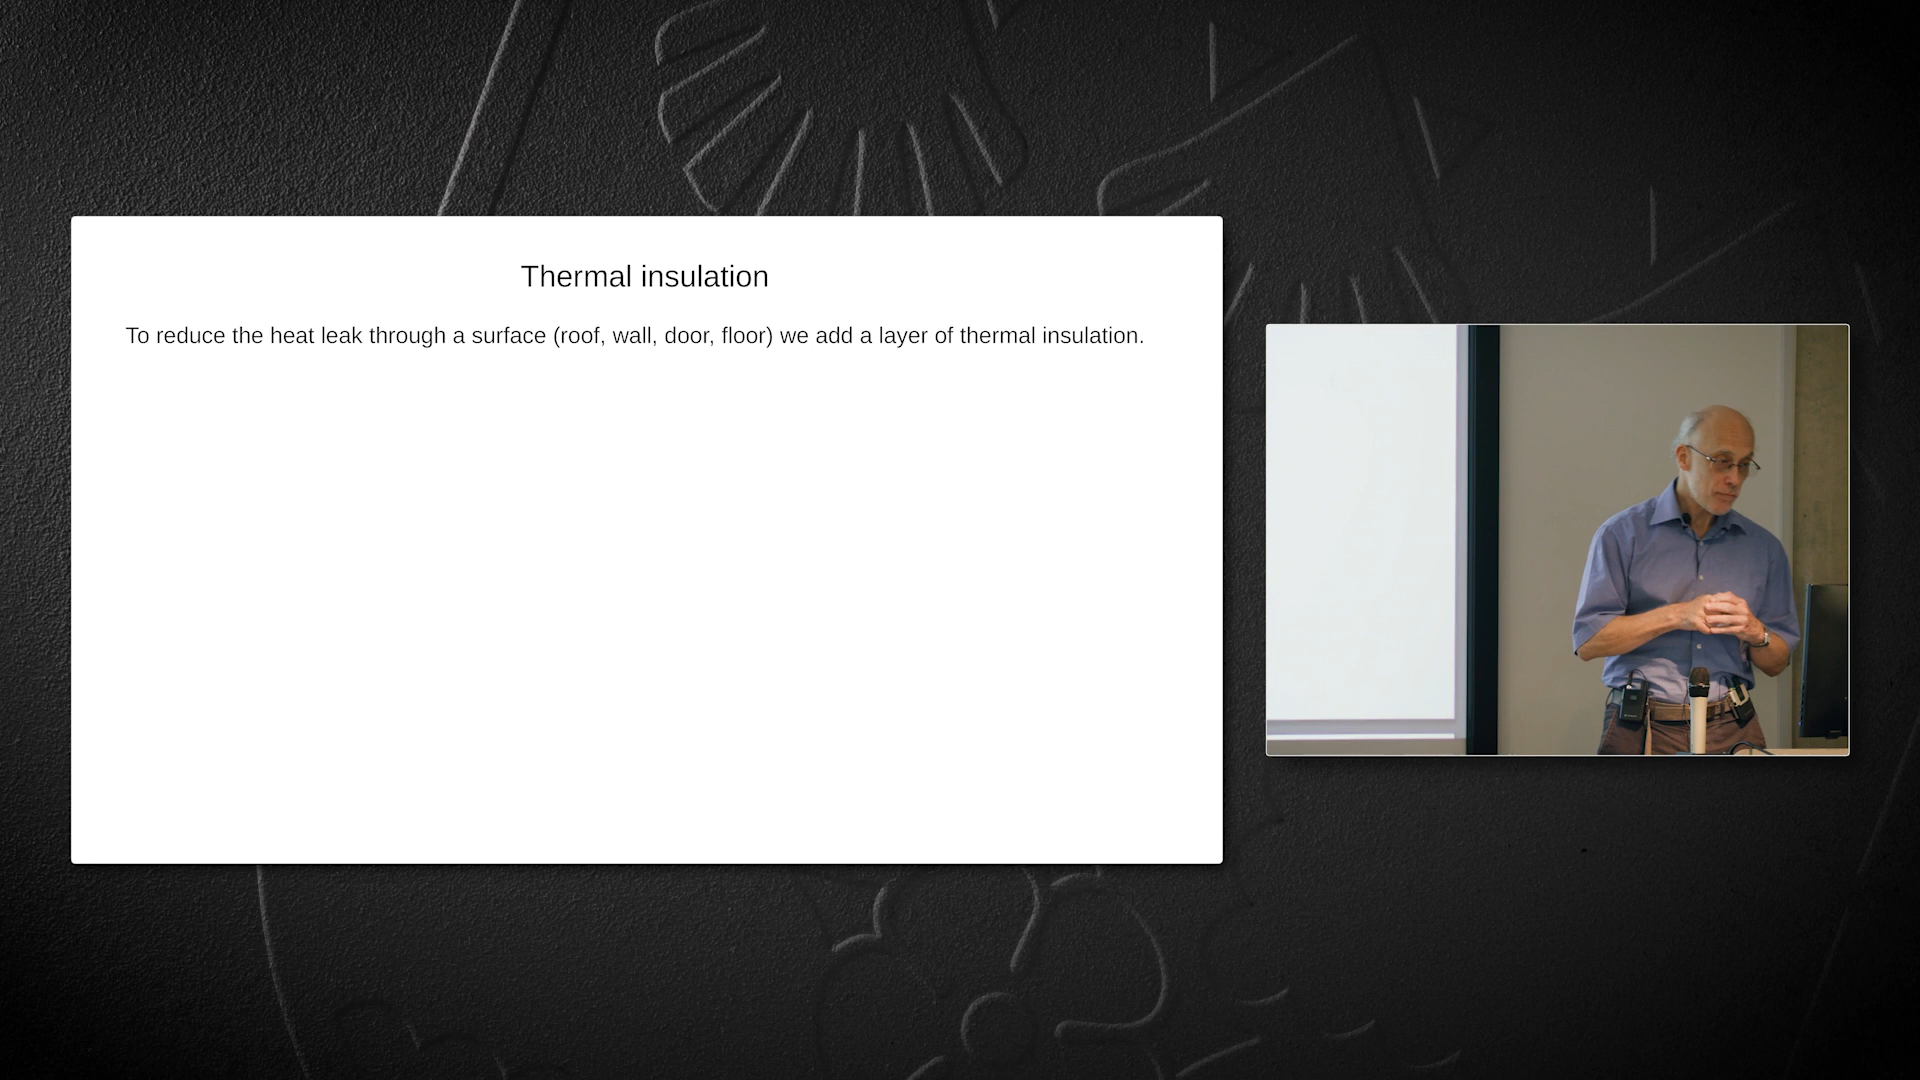 Thermal insulation
To reduce the heat leak through a surface (roof, wall, door, floor) we add a layer of thermal insulation.